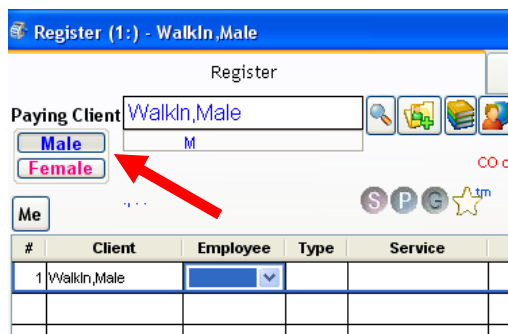 Register (1:) - WalkIn,Male
Register
Paying Client WalkIn,Male
Male M
Female
CO
S P G tm
Me
# Client Employee Type Service
1 WalkIn,Male